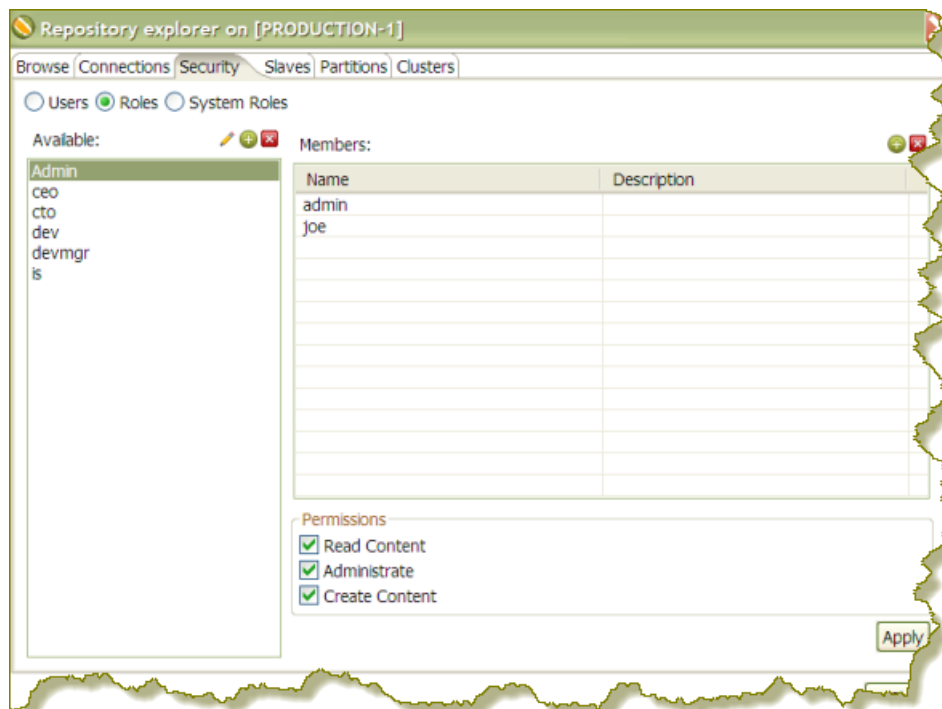 Repository explorer on [PRODUCTION-1]
Browse Connections Security Slaves Partitions Clusters
Users Roles System Roles
Available:
Members:
Admin
ceo
cto
dev
devmgr
is
Name Description
admin
joe
Permissions
Read Content
Administrate
Create Content
Apply